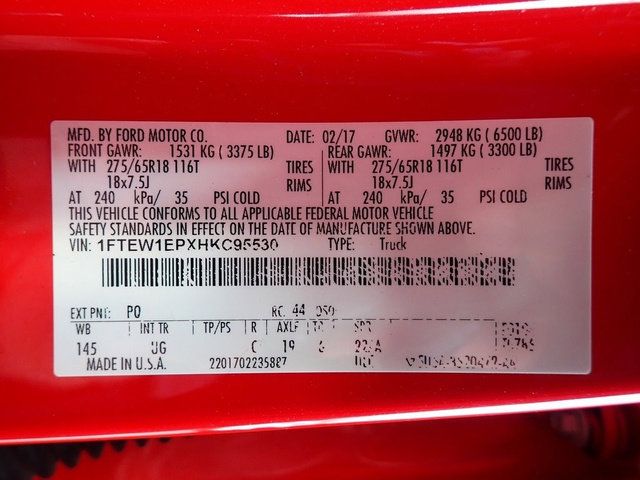 MFD. BY FORD MOTOR CO. DATE: 02/17 GVWR: 2948 KG ( 6500 LB)
FRONT GAWR: 1531 KG ( 3375 LB) REAR GAWR: 1497 KG ( 3300 LB)
WITH 275/65R18 116T TIRES WITH 275/65R18 116T TIRES
18x7.5J RIMS 18x7.5J RIMS
AT 240 kPa/ 35 PSI COLD AT 240 kPa/ 35 PSI COLD
THIS VEHICLE CONFORMS TO ALL APPLICABLE FEDERAL MOTOR VEHICLE
SAFETY STANDARDS IN EFFECT ON THE DATE OF MANUFACTURE SHOWN ABOVE.
VIN: 1FTEW1EPXHKC95530 TYPE: Truck
EXT PNT: PQ RC: 44
WB INT TR TP/PS R AXLE
145 UG C 19 6
MADE IN U.S.A. 2201702235887